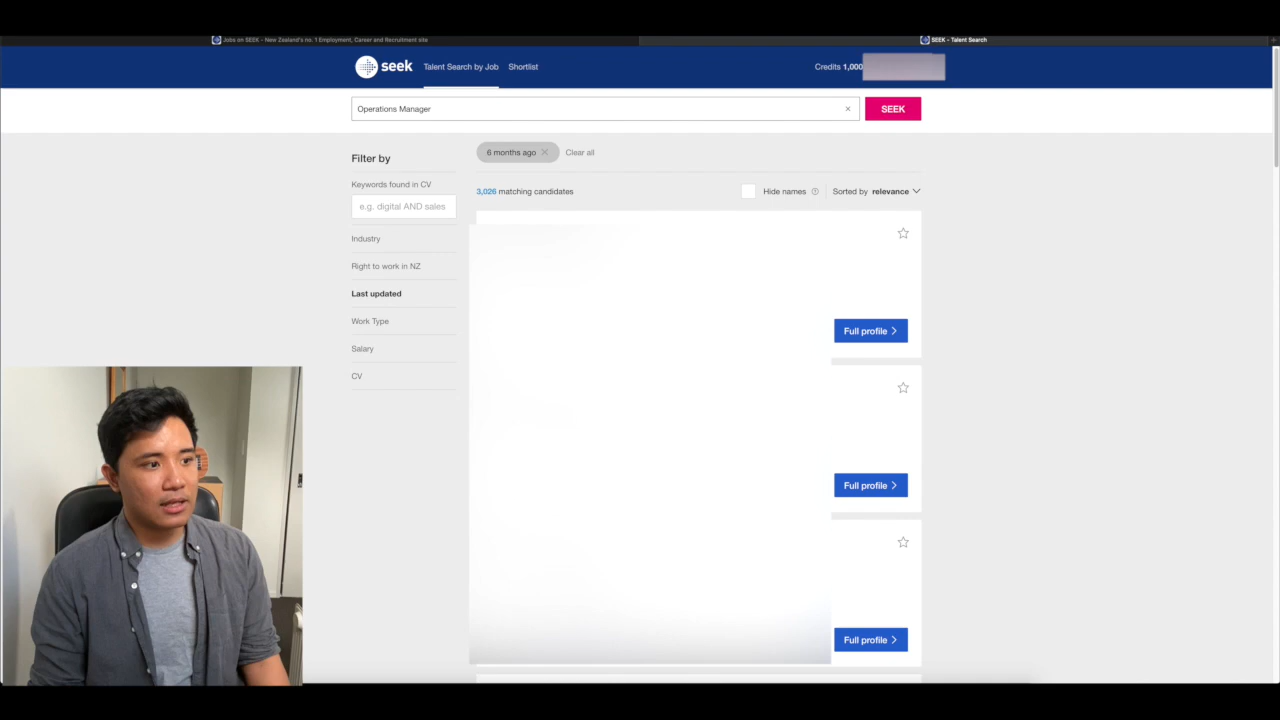 Jobs on SEEK - New Zealand's no. 1 Employment, Career and Recruitment site
SEEK - Talent Search
seek
Talent Search by Job
Shortlist
Credits 1,000
Operations Manager
SEEK
Filter by
6 months ago
Clear all
Keywords found in CV
3,026 matching candidates
Hide names
Sorted by relevance
e.g. digital AND sales
Industry
Right to work in NZ
Last updated
Work Type
Salary
CV
Full profile
Full profile
Full profile